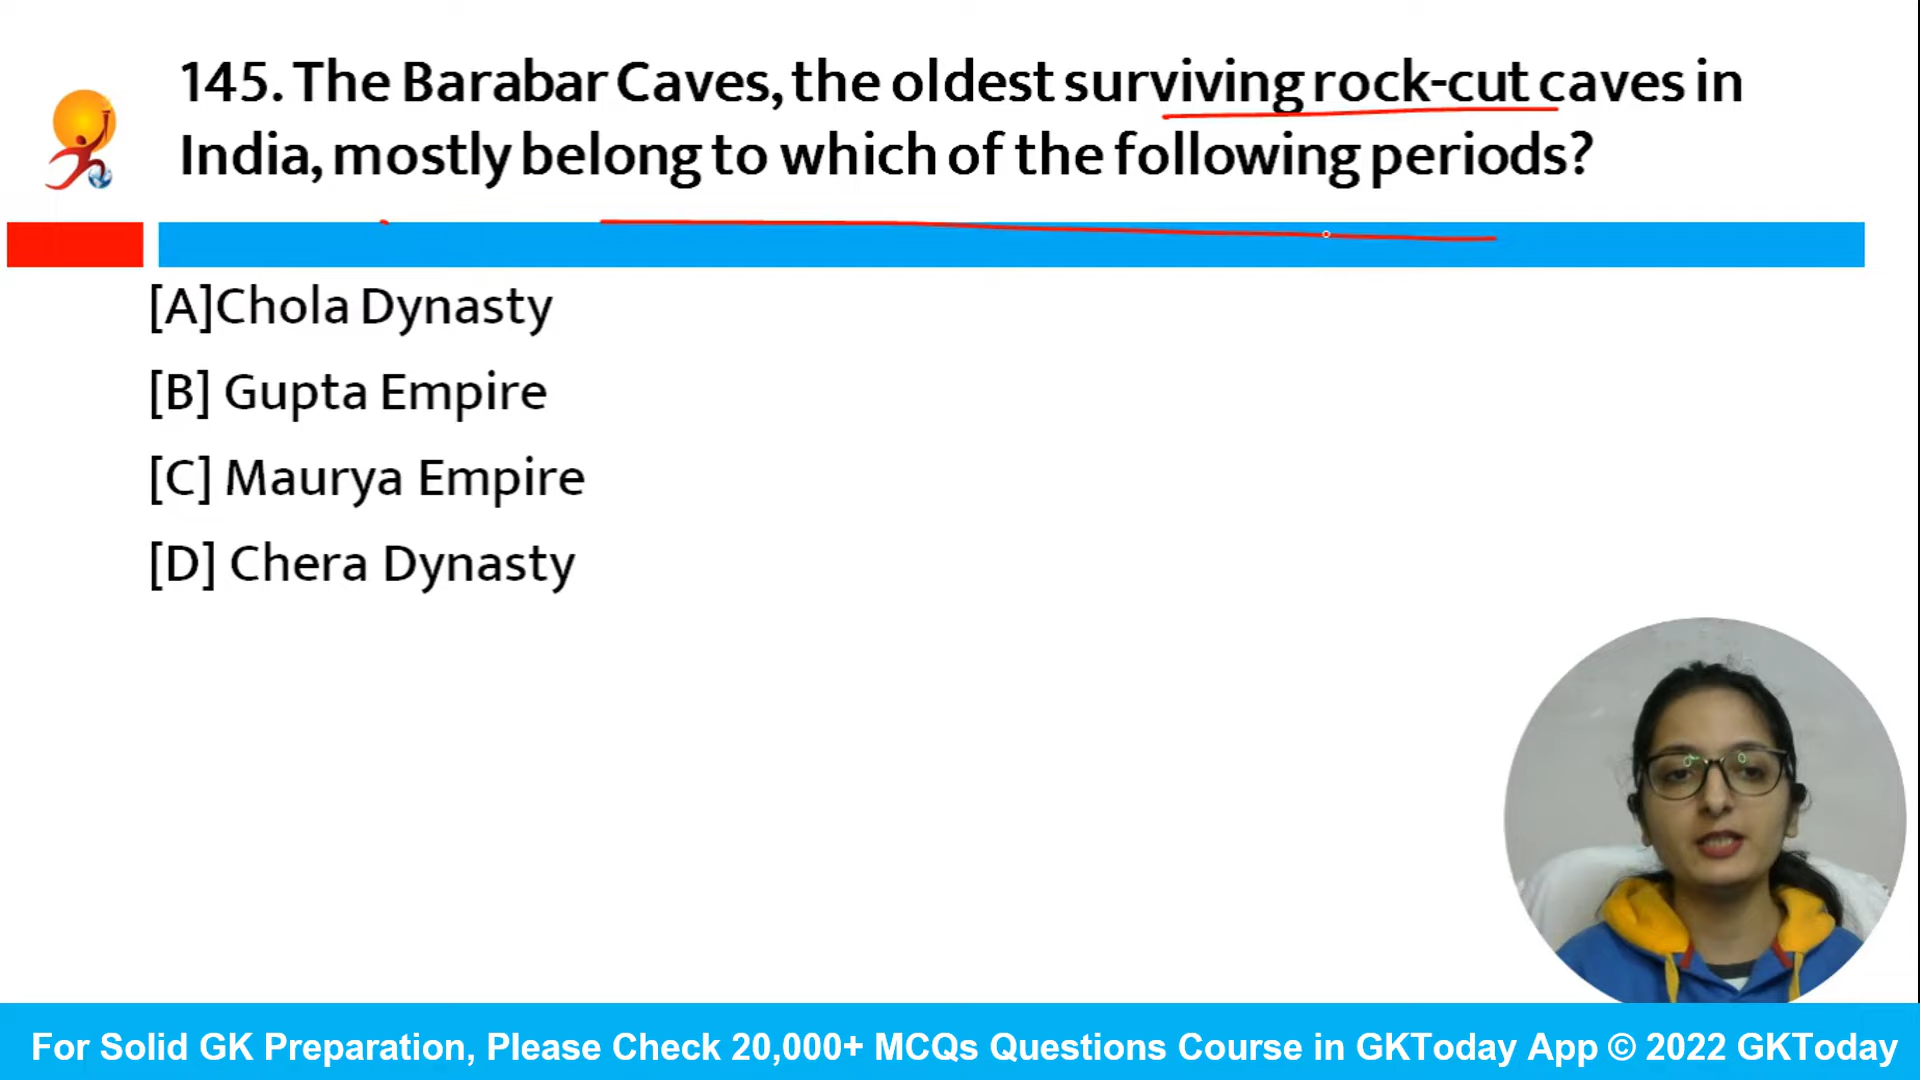 145. The Barabar Caves, the oldest surviving rock-cut caves in
India, mostly belong to which of the following periods?
[A]Chola Dynasty
[B] Gupta Empire
[C] Maurya Empire
[D] Chera Dynasty
For Solid GK Preparation, Please Check 20,000+ MCQs Questions Course in GKToday App © 2022 GKToday